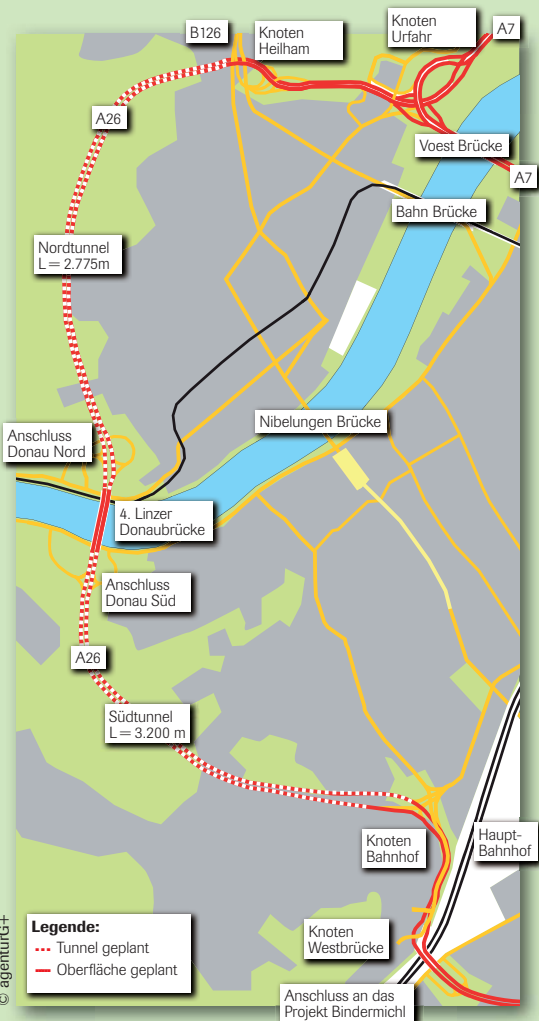 B126
Knoten
Heilham
Knoten
Urfahr
A7
A26
Voest Brücke
A7
Bahn Brücke
Nordtunnel
L = 2.775m
Nibelungen Brücke
Anschluss
Donau Nord
4. Linzer
Donaubrücke
Anschluss
Donau Süd
A26
Südtunnel
L = 3.200 m
Knoten
Bahnhof
Haupt-
Bahnhof
Knoten
Westbrücke
Anschluss an das
Projekt Bindermichl
Legende:
Tunnel geplant
Oberfläche geplant
© agenturG+